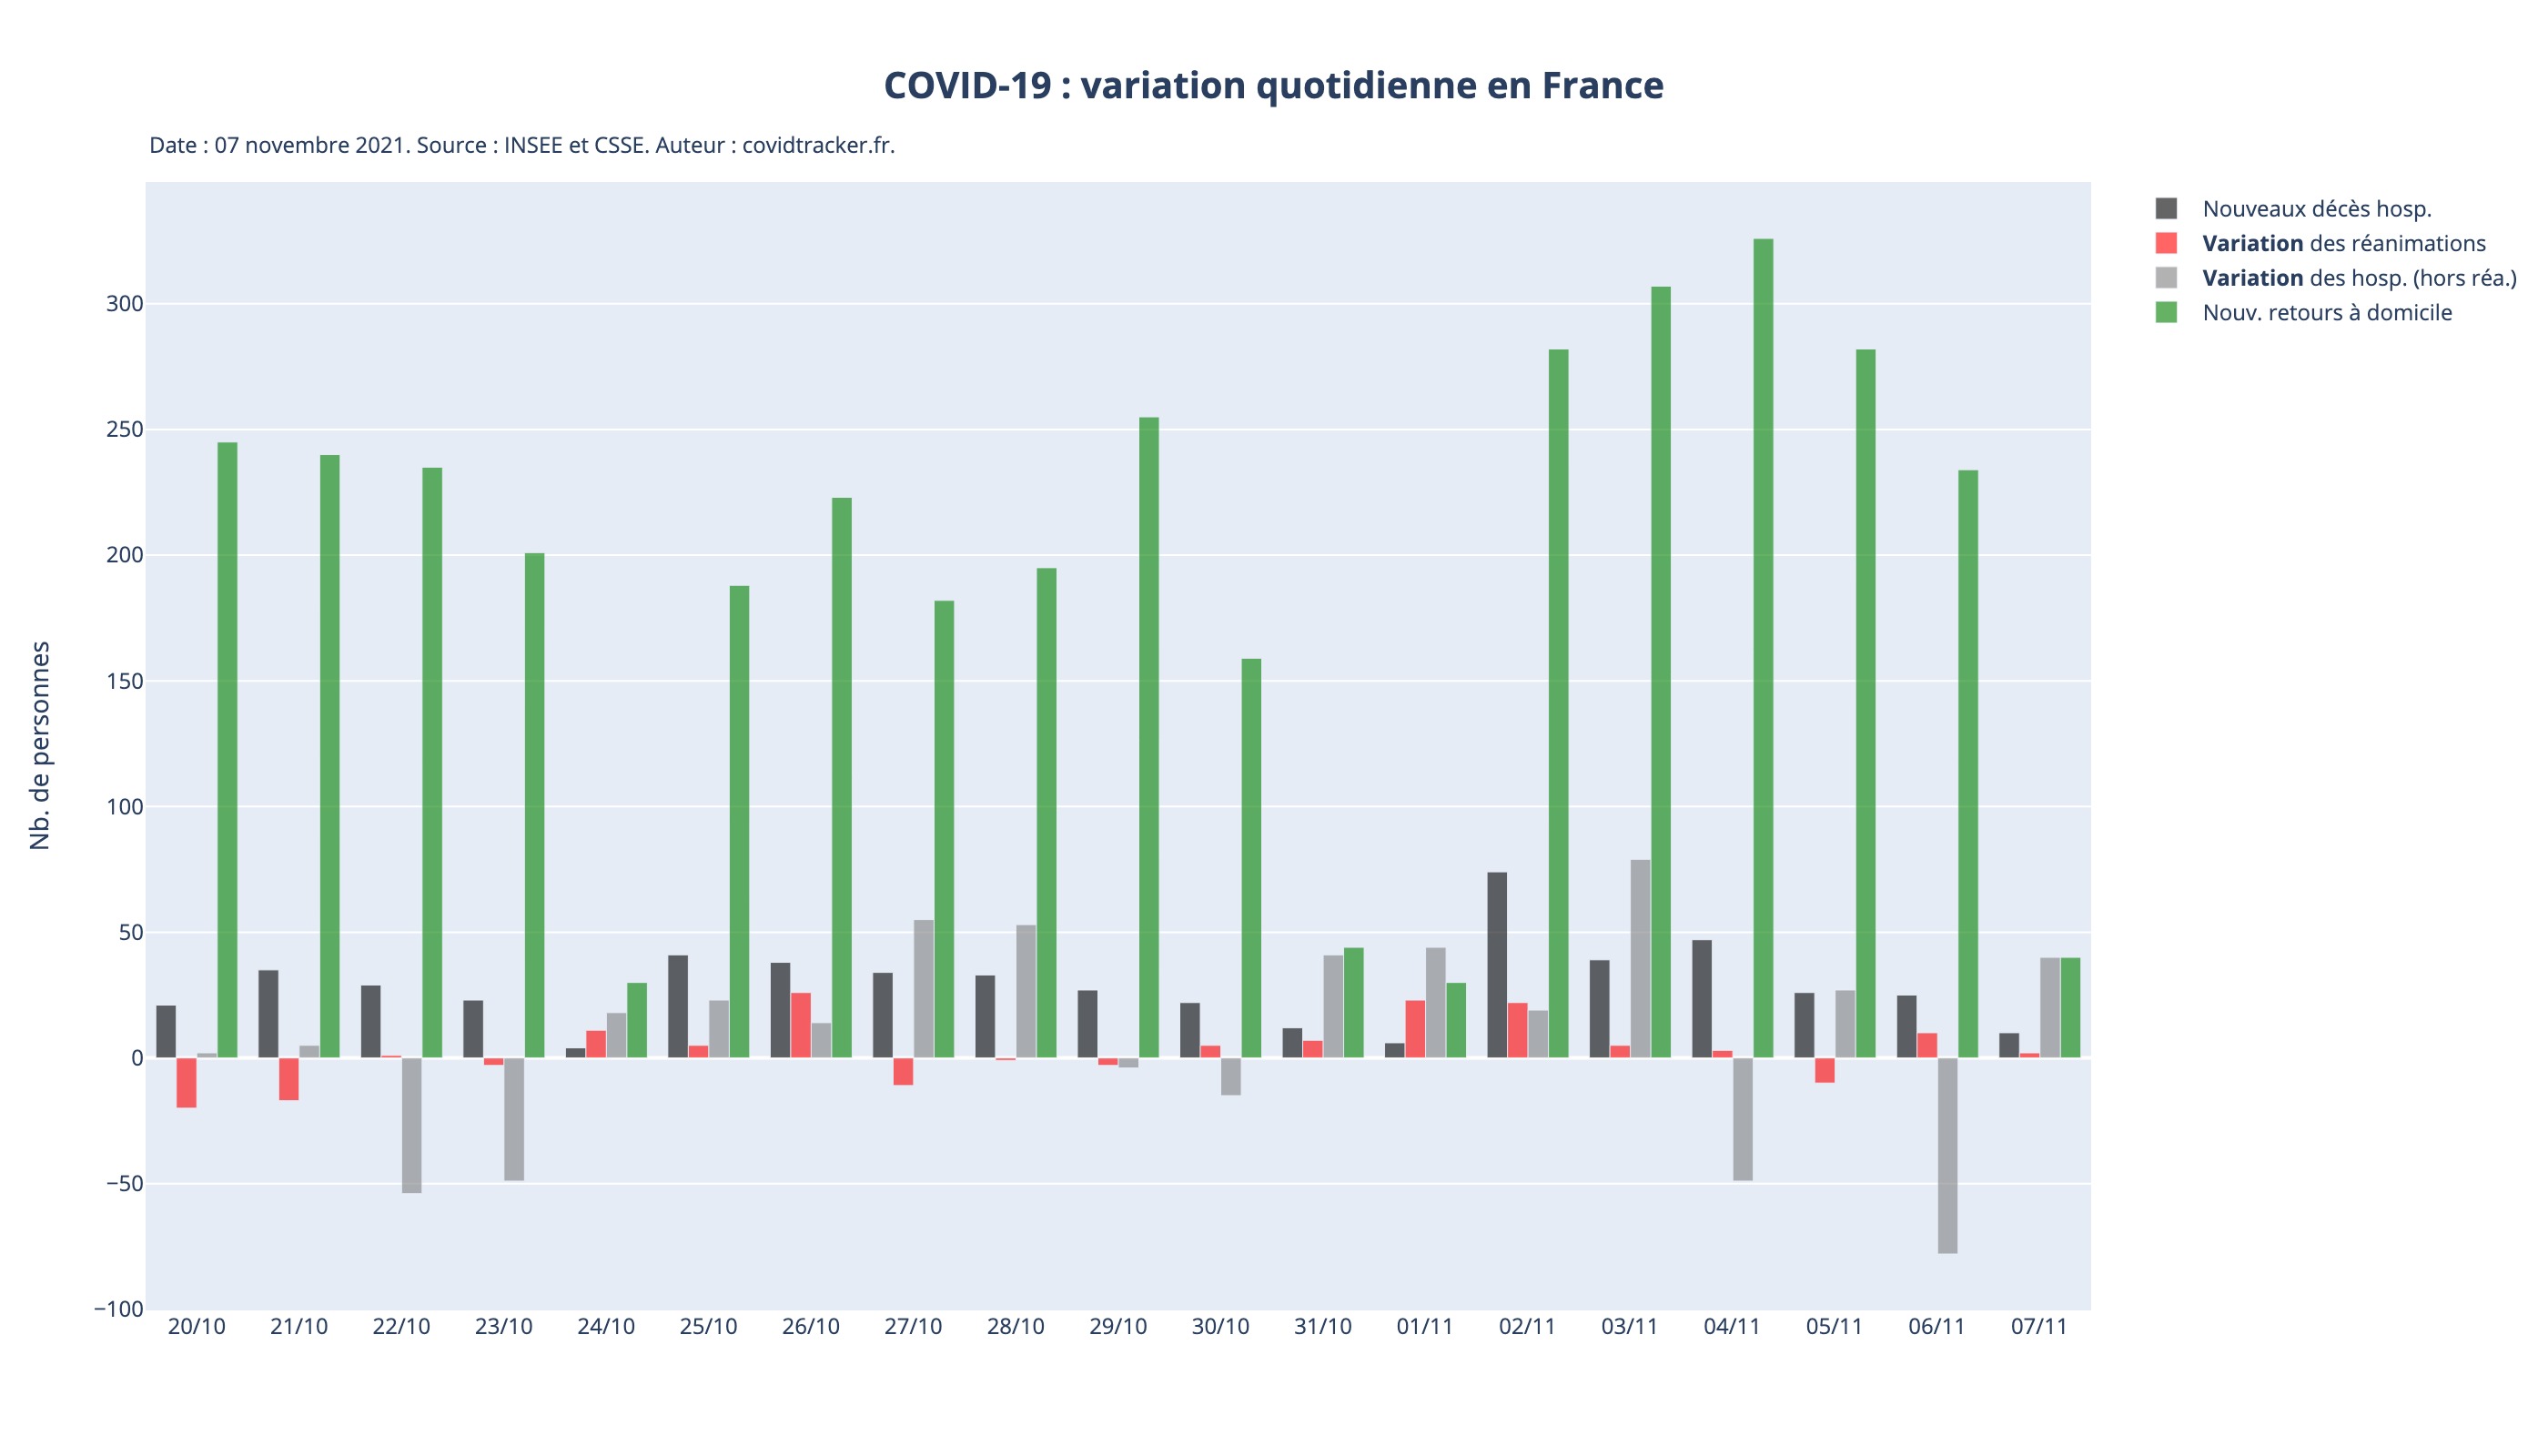 COVID-19 : variation quotidienne en France
Date : 07 novembre 2021. Source : INSEE et CSSE. Auteur : covidtracker.fr.
Nouveaux décès hosp.
Variation des réanimations
Variation des hosp. (hors réa.)
Nouv. retours à domicile
Nb. de personnes
300
250
200
150
100
50
0
−50
−100
20/10 21/10 22/10 23/10 24/10 25/10 26/10 27/10 28/10 29/10 30/10 31/10 01/11 02/11 03/11 04/11 05/11 06/11 07/11